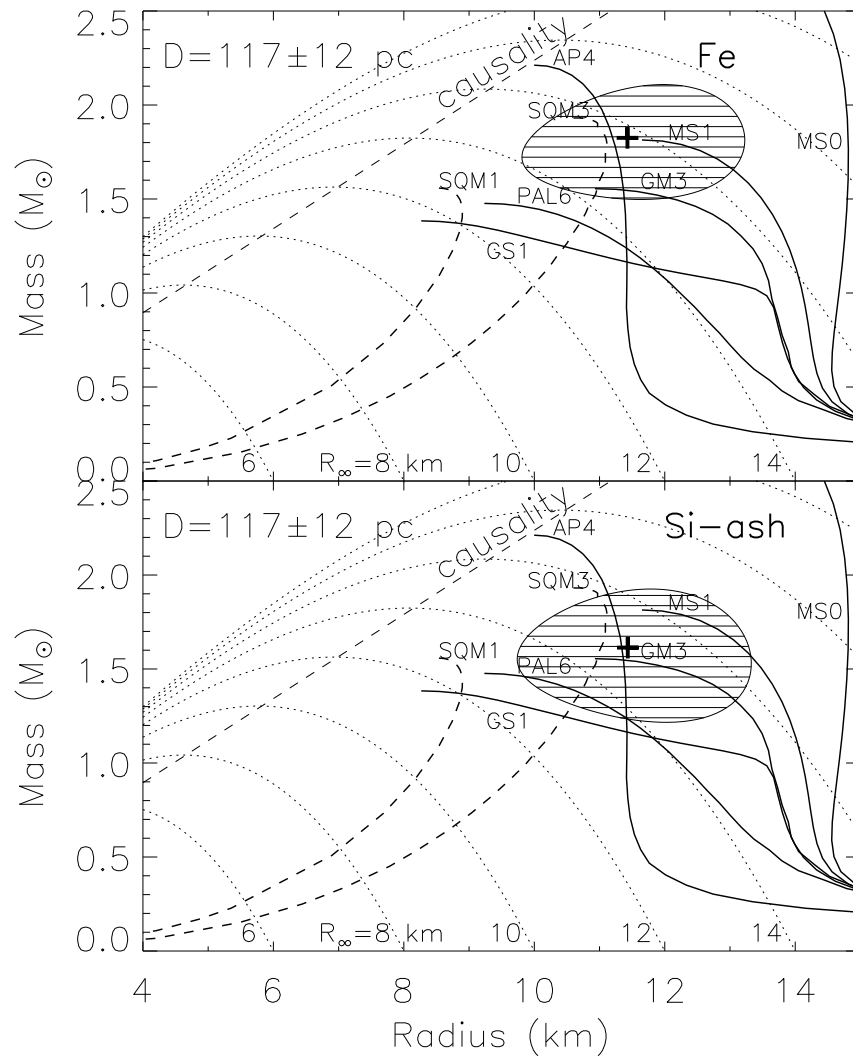 2.5
D=117±12 pc
causality
AP4
Fe
2.0
SQM3
MS1
MS0
1.5
SQM1
PAL6
GM3
GS1
Mass (M☉)
1.0
0.5
0.0
6
R∞=8 km
10
12
14
2.5
D=117±12 pc
causality
AP4
Si-ash
2.0
SQM3
MS1
MS0
1.5
SQM1
PAL6
GM3
GS1
Mass (M☉)
1.0
0.5
0.0
6
R∞=8 km
10
12
14
4 6 8 10 12 14
Radius (km)